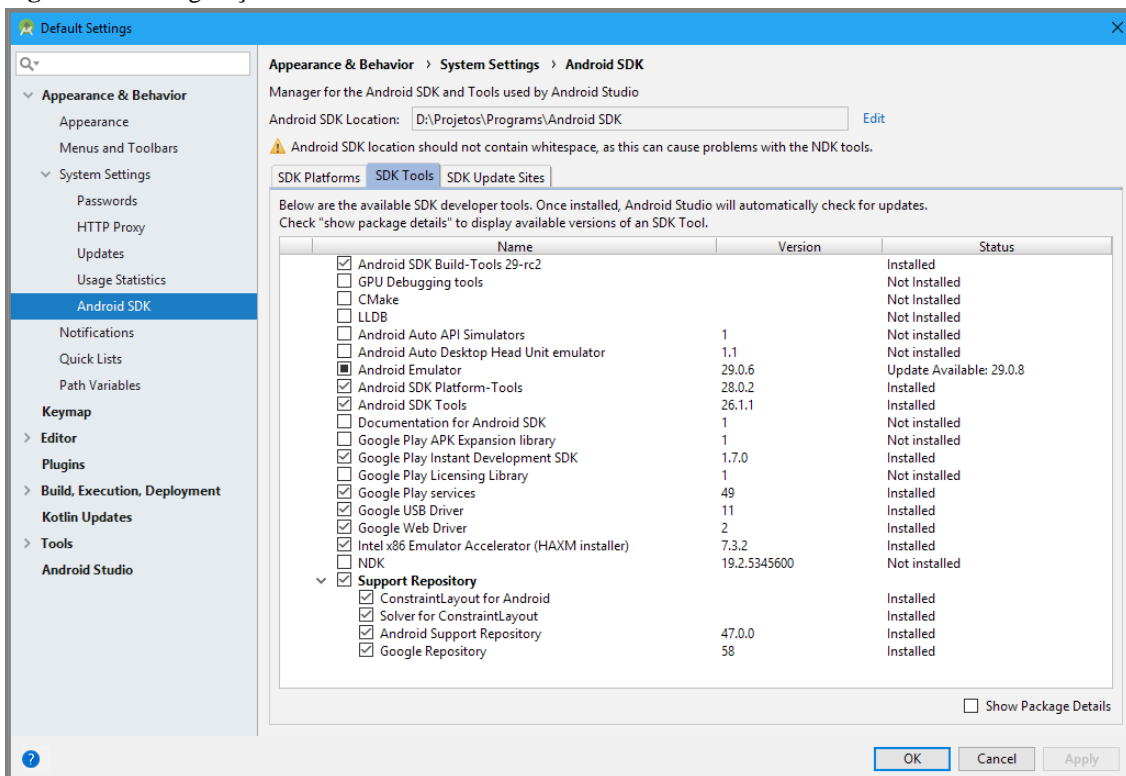 Default Settings
Appearance & Behavior
Appearance
Menus and Toolbars
System Settings
Passwords
HTTP Proxy
Updates
Usage Statistics
Android SDK
Notifications
Quick Lists
Path Variables
Keymap
Editor
Plugins
Build, Execution, Deployment
Kotlin Updates
Tools
Android Studio
Appearance & Behavior › System Settings › Android SDK
Manager for the Android SDK and Tools used by Android Studio
Android SDK Location: D:\Projetos\Programs\Android SDK Edit
Android SDK location should not contain whitespace, as this can cause problems with the NDK tools.
SDK Platforms SDK Tools SDK Update Sites
Below are the available SDK developer tools. Once installed, Android Studio will automatically check for updates.
Check "show package details" to display available versions of an SDK Tool.
Name Version Status
Android SDK Build-Tools 29-rc2 Installed
GPU Debugging tools Not Installed
CMake Not Installed
LLDB Not Installed
Android Auto API Simulators 1 Not installed
Android Auto Desktop Head Unit emulator 1.1 Not installed
Android Emulator 29.0.6 Update Available: 29.0.8
Android SDK Platform-Tools 28.0.2 Installed
Android SDK Tools 26.1.1 Installed
Documentation for Android SDK 1 Not installed
Google Play APK Expansion library 1 Not installed
Google Play Instant Development SDK 1.7.0 Installed
Google Play Licensing Library 1 Not installed
Google Play services 49 Installed
Google USB Driver 11 Installed
Google Web Driver 2 Installed
Intel x86 Emulator Accelerator (HAXM installer) 7.3.2 Installed
NDK 19.2.5345600 Not installed
Support Repository
ConstraintLayout for Android Installed
Solver for ConstraintLayout Installed
Android Support Repository 47.0.0 Installed
Google Repository 58 Installed
Show Package Details
? OK Cancel Apply